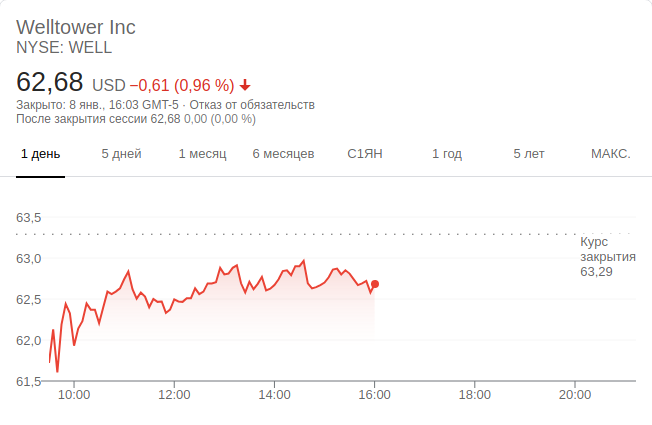 Welltower Inc
NYSE: WELL
62,68 USD −0,61 (0,96 %)
Закрыто: 8 янв., 16:03 GMT-5 · Отказ от обязательств
После закрытия сессии 62,68 0,00 (0,00 %)
1 день 5 дней 1 месяц 6 месяцев С1ЯН 1 год 5 лет МАКС.
63,5
Курс
закрытия
63,29
63,0
62,5
62,0
61,5
10:00 12:00 14:00 16:00 18:00 20:00